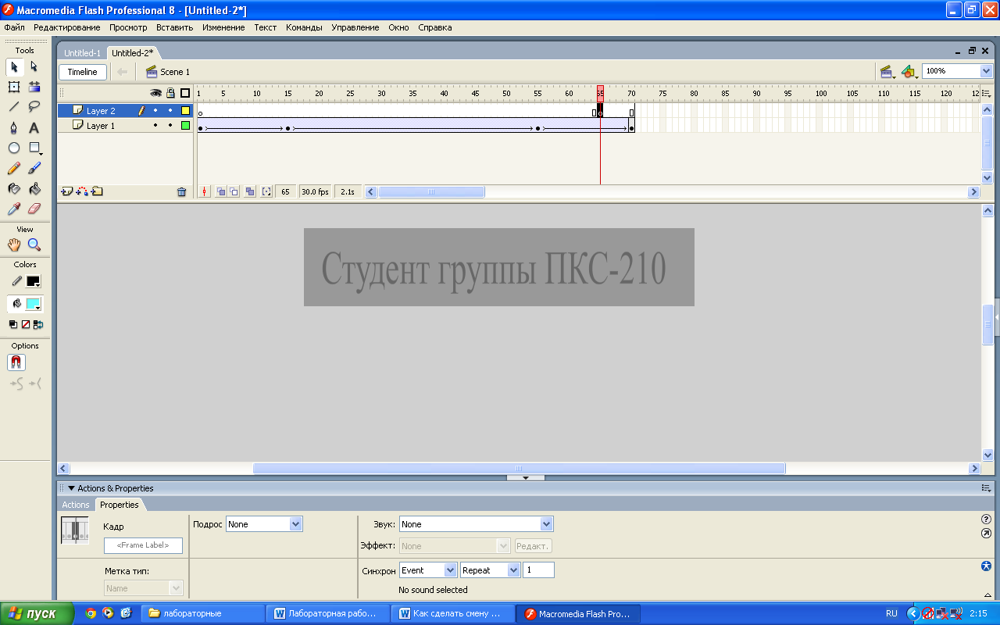 Macromedia Flash Professional 8 - [Untitled-2*]
Файл Редактирование Просмотр Вставить Изменение Текст Команды Управление Окно Справка
Tools
Untitled-1 Untitled-2*
Timeline Scene 1 100%
1 5 10 15 20 25 30 35 40 45 50 55 60 65 70 75 80 85 90 95 100 105 110 115 120 12
Layer 2
Layer 1
65 30.0 fps 2.1s
View
Colors
Options
Студент группы ПКС-210
Actions & Properties
Actions Properties
Кадр Подрос None Звук: None
<Frame Label> Эффект: None Редакт.
Метка тип: Синхрон Event Repeat 1
Name No sound selected
пуск лабораторные Лабораторная рабо... Как сделать смену ... Macromedia Flash Pro... RU 2:15